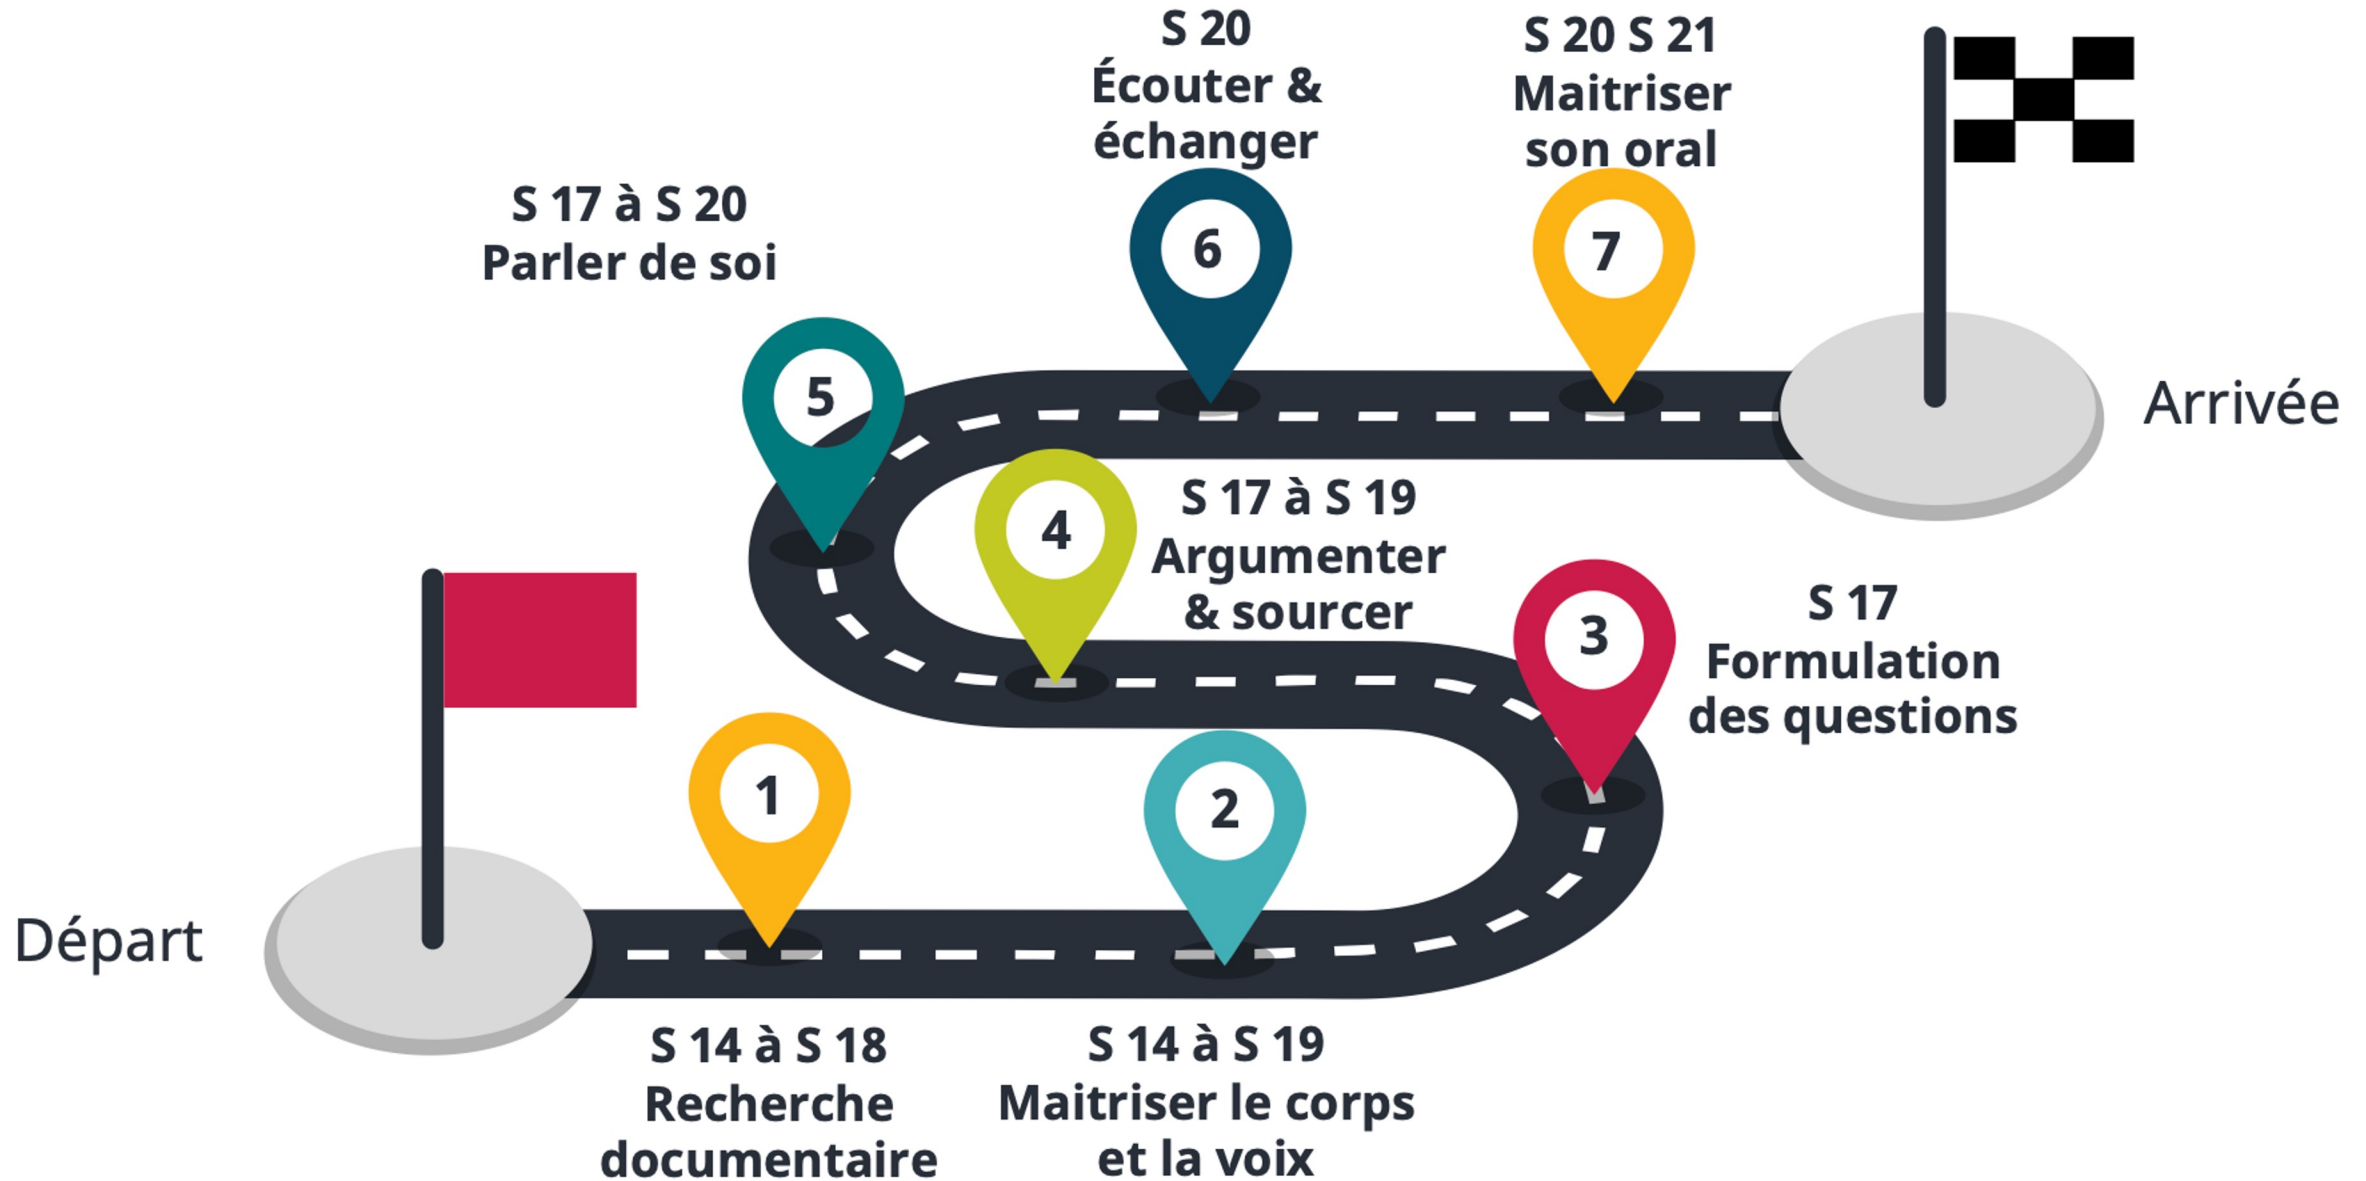 S 20
Écouter &
échanger
6
S 20 S 21
Maitriser
son oral
7
S 17 à S 20
Parler de soi
5
Arrivée
4
S 17 à S 19
Argumenter
& sourcer
3
S 17
Formulation
des questions
Départ
1
S 14 à S 18
Recherche
documentaire
2
S 14 à S 19
Maitriser le corps
et la voix